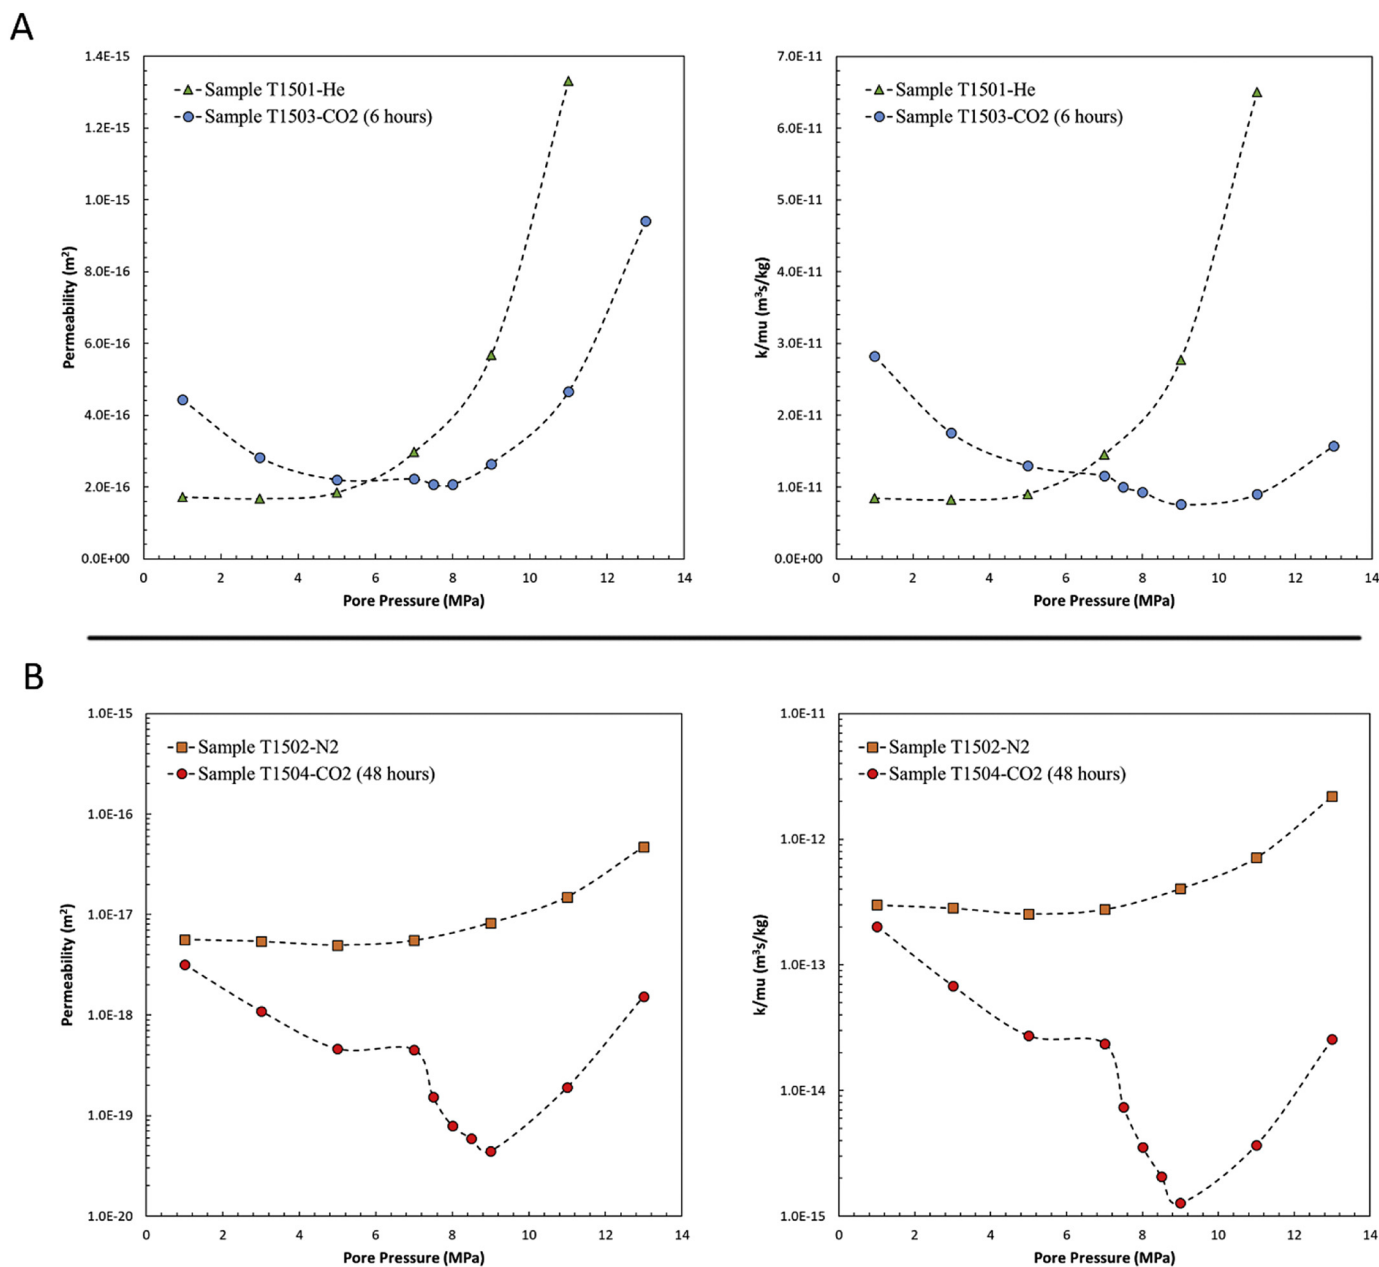 A
1.4E-15
1.2E-15
1.0E-15
8.0E-16
6.0E-16
4.0E-16
2.0E-16
0.0E+00
Permeability (m²)
Sample T1501-He
Sample T1503-CO2 (6 hours)
0 2 4 6 8 10 12 14
Pore Pressure (MPa)
7.0E-11
6.0E-11
5.0E-11
4.0E-11
3.0E-11
2.0E-11
1.0E-11
0.0E+00
k/mu (m³s/kg)
Sample T1501-He
Sample T1503-CO2 (6 hours)
0 2 4 6 8 10 12 14
Pore Pressure (MPa)
B
1.0E-15
1.0E-16
1.0E-17
1.0E-18
1.0E-19
1.0E-20
Permeability (m²)
Sample T1502-N2
Sample T1504-CO2 (48 hours)
0 2 4 6 8 10 12 14
Pore Pressure (MPa)
1.0E-11
1.0E-12
1.0E-13
1.0E-14
1.0E-15
k/mu (m³s/kg)
Sample T1502-N2
Sample T1504-CO2 (48 hours)
0 2 4 6 8 10 12 14
Pore Pressure (MPa)